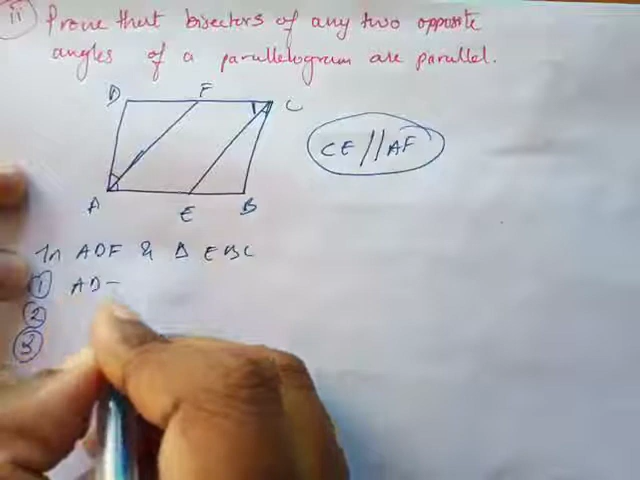 ii Prove that bisectors of any two opposite
angles of a parallelogram are parallel.
D F C
CE//AF
A E B
In ADF & Δ EBC
1 AD-
2
3